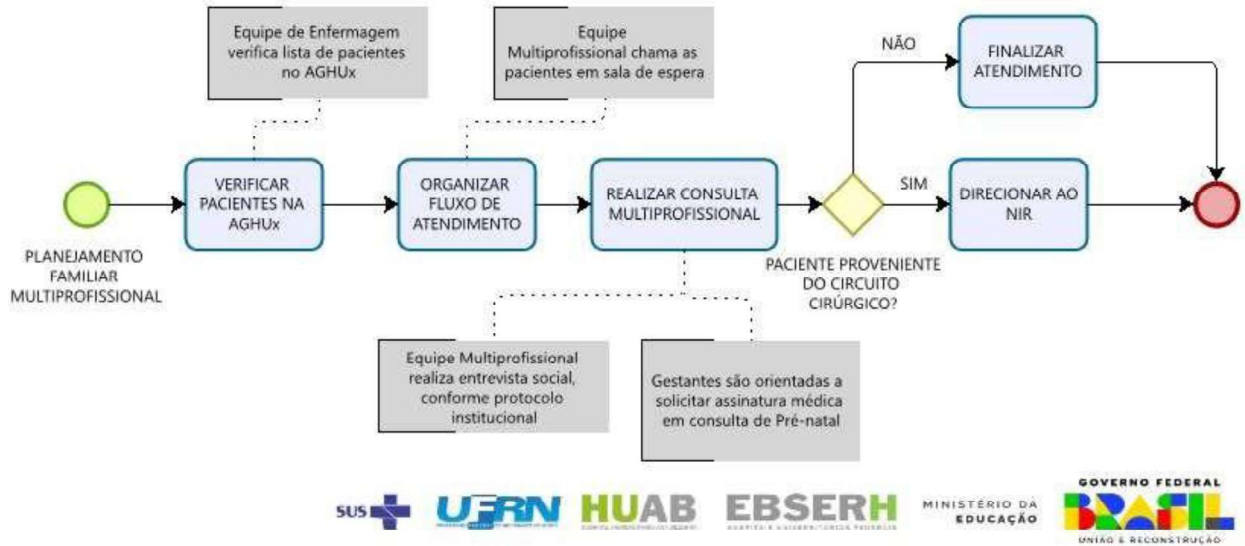 Equipe de Enfermagem
verifica lista de pacientes
no AGHUx
Equipe
Multiprofissional chama as
pacientes em sala de espera
NÃO
FINALIZAR
ATENDIMENTO
VERIFICAR
PACIENTES NA
AGHUx
ORGANIZAR
FLUXO DE
ATENDIMENTO
REALIZAR CONSULTA
MULTIPROFISSIONAL
SIM
DIRECIONAR AO
NIR
PLANEJAMENTO
FAMILIAR
MULTIPROFISSIONAL
PACIENTE PROVENIENTE
DO CIRCUITO
CIRÚRGICO?
Equipe Multiprofissional
realiza entrevista social,
conforme protocolo
institucional
Gestantes são orientadas a
solicitar assinatura médica
em consulta de Pré-natal
SUS
UFRN
HUAB
EBSERH
HOSPITAIS UNIVERSITÁRIOS FEDERAIS
MINISTÉRIO DA
EDUCAÇÃO
GOVERNO FEDERAL
BRASIL
UNIÃO E RECONSTRUÇÃO